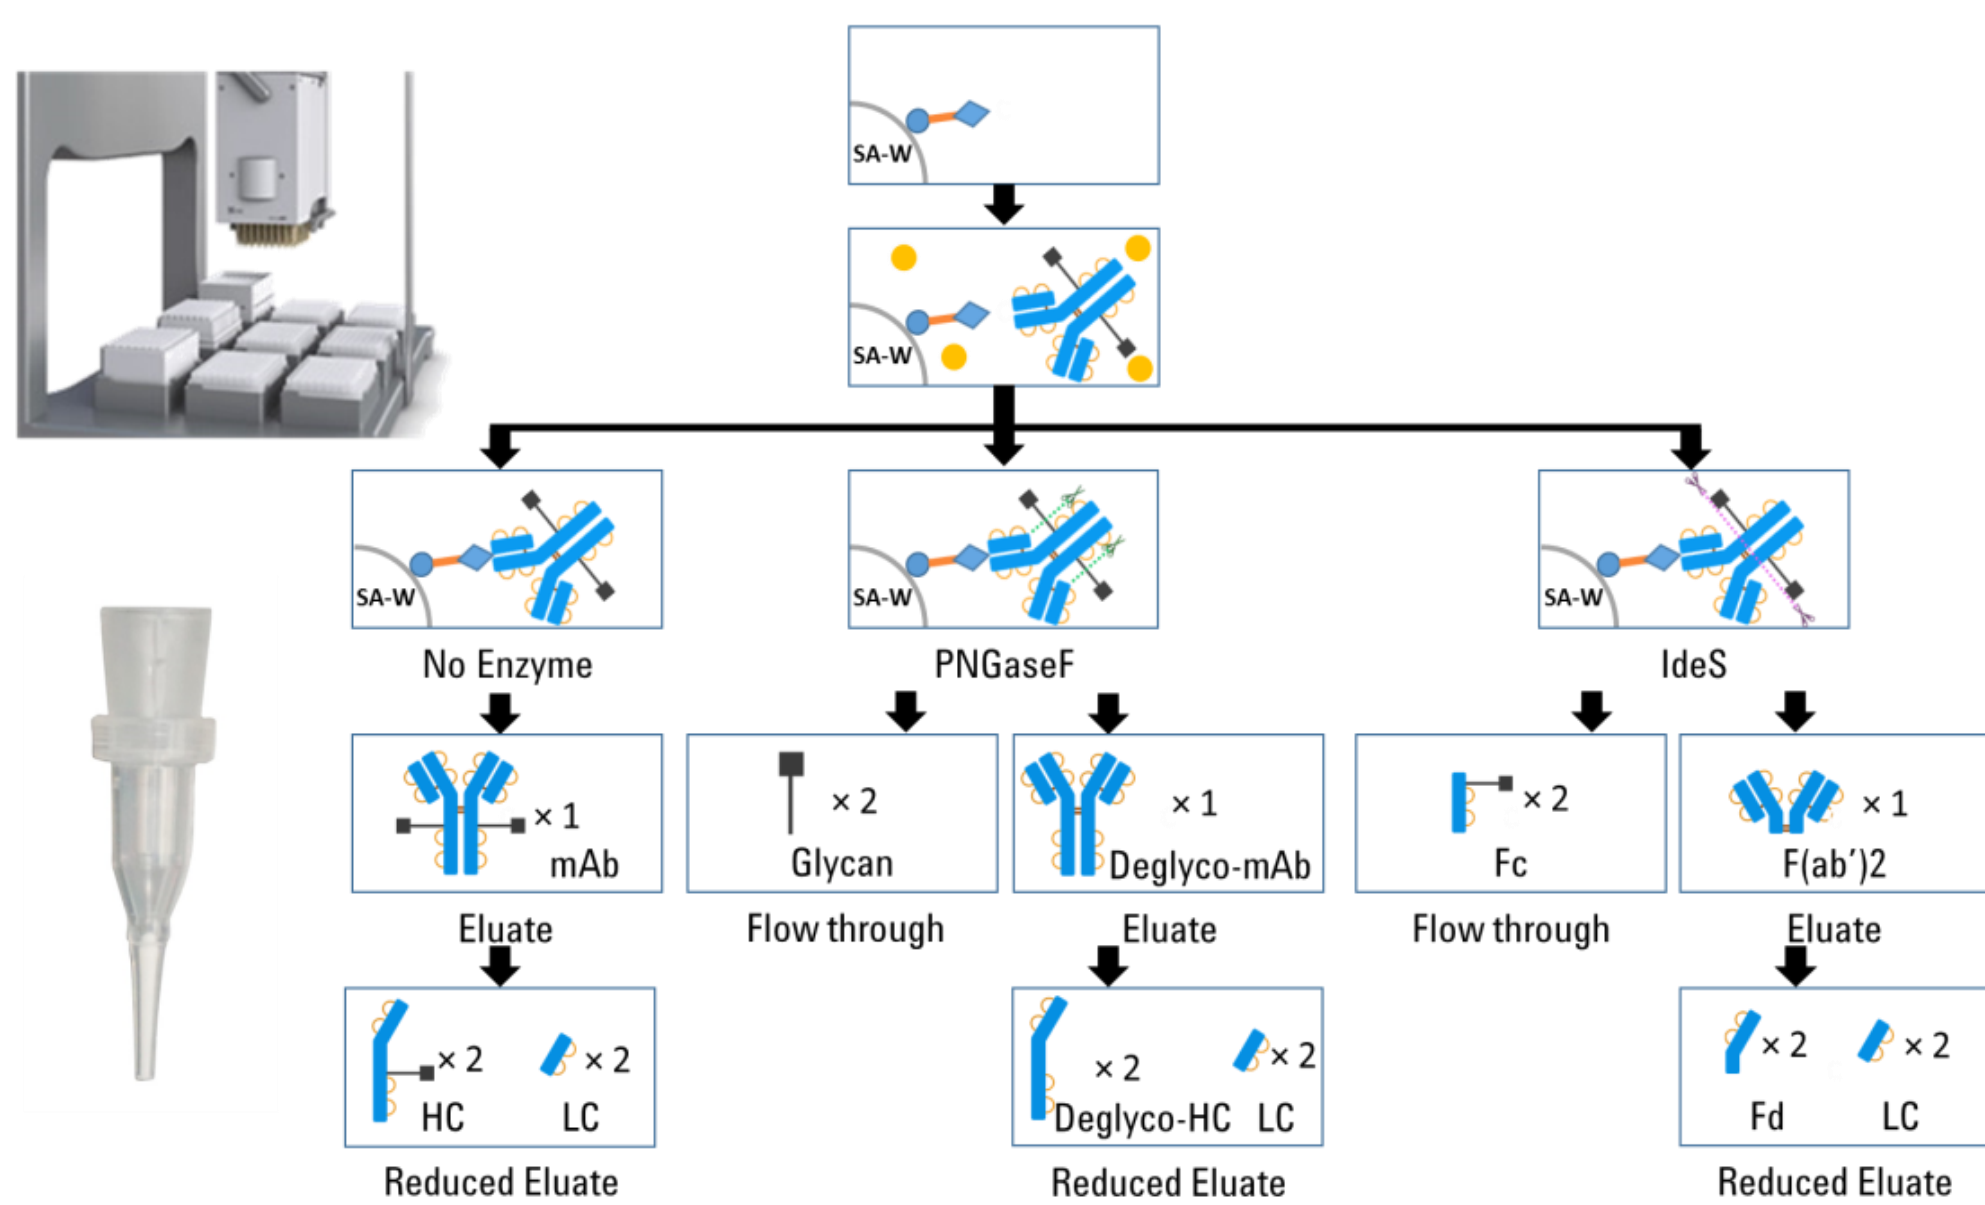 SA-W
SA-W
SA-W
SA-W
SA-W
No Enzyme
PNGaseF
IdeS
× 1
mAb
× 2
Glycan
× 1
Deglyco-mAb
× 2
Fc
× 1
F(ab′)2
Eluate
Flow through
Eluate
Flow through
Eluate
× 2
HC
× 2
LC
× 2
Deglyco-HC
× 2
LC
× 2
Fd
× 2
LC
Reduced Eluate
Reduced Eluate
Reduced Eluate